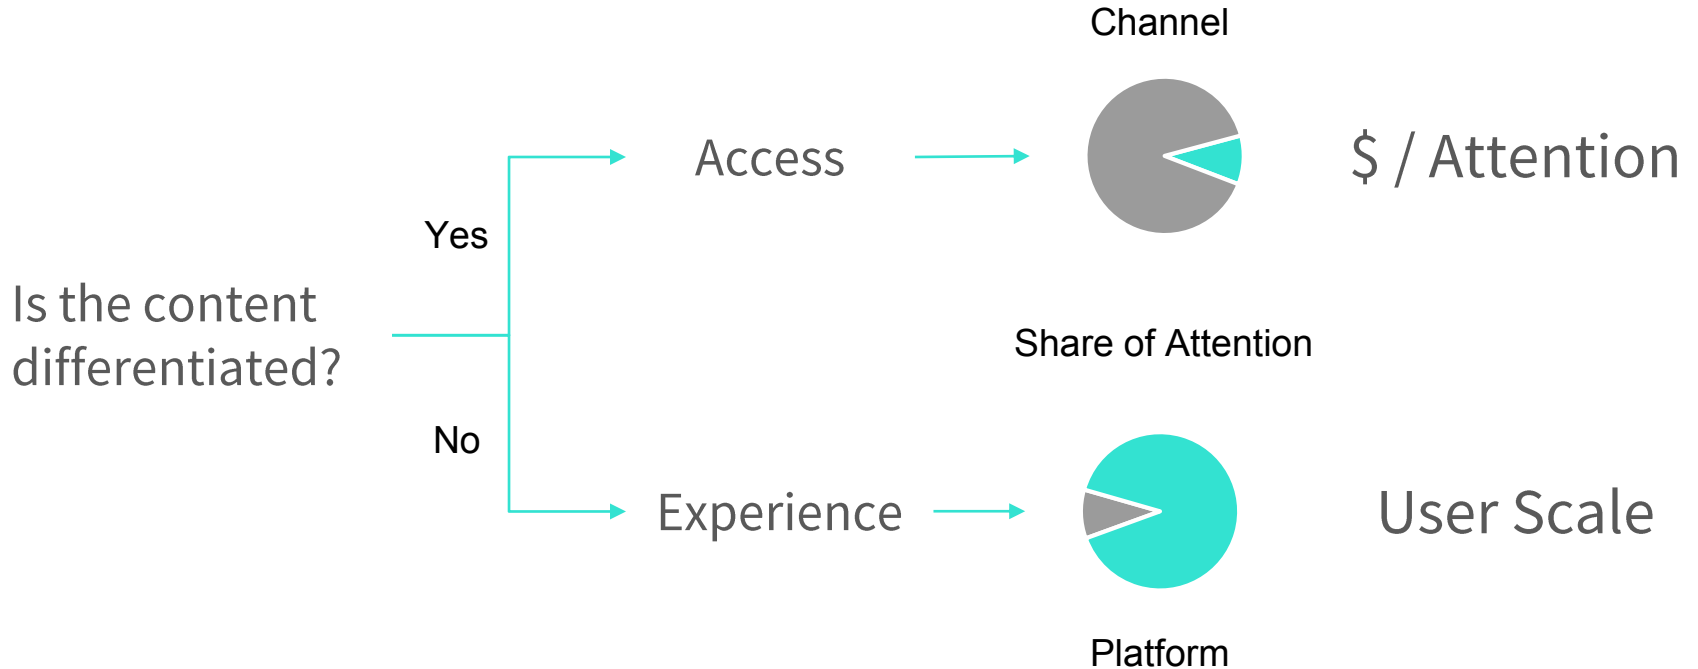 Channel
Access
$ / Attention
Yes
Is the content
differentiated?
Share of Attention
No
Experience
User Scale
Platform